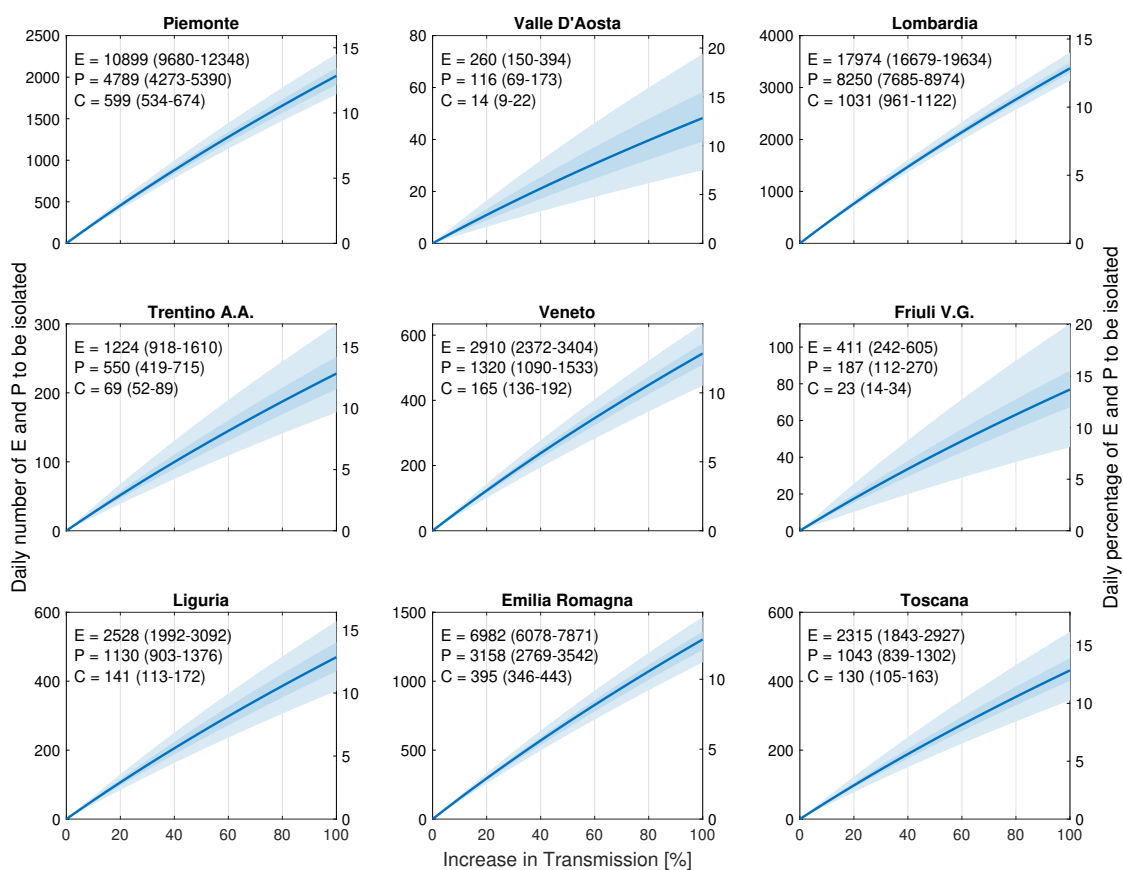 Piemonte
E = 10899 (9680-12348)
P = 4789 (4273-5390)
C = 599 (534-674)
0
500
1000
1500
2000
2500
0
5
10
15
Valle D'Aosta
E = 260 (150-394)
P = 116 (69-173)
C = 14 (9-22)
0
20
40
60
80
0
5
10
15
20
Lombardia
E = 17974 (16679-19634)
P = 8250 (7685-8974)
C = 1031 (961-1122)
0
1000
2000
3000
4000
0
5
10
15
Daily number of E and P to be isolated
Trentino A.A.
E = 1224 (918-1610)
P = 550 (419-715)
C = 69 (52-89)
0
100
200
300
0
5
10
15
Veneto
E = 2910 (2372-3404)
P = 1320 (1090-1533)
C = 165 (136-192)
0
200
400
600
0
5
10
Friuli V.G.
E = 411 (242-605)
P = 187 (112-270)
C = 23 (14-34)
0
20
40
60
80
100
0
5
10
15
20
Daily percentage of E and P to be isolated
Liguria
E = 2528 (1992-3092)
P = 1130 (903-1376)
C = 141 (113-172)
0
200
400
600
0
5
10
15
0 20 40 60 80 100
Emilia Romagna
E = 6982 (6078-7871)
P = 3158 (2769-3542)
C = 395 (346-443)
0
500
1000
1500
0
5
10
0 20 40 60 80 100
Toscana
E = 2315 (1843-2927)
P = 1043 (839-1302)
C = 130 (105-163)
0
200
400
600
0
5
10
15
0 20 40 60 80 100
Increase in Transmission [%]